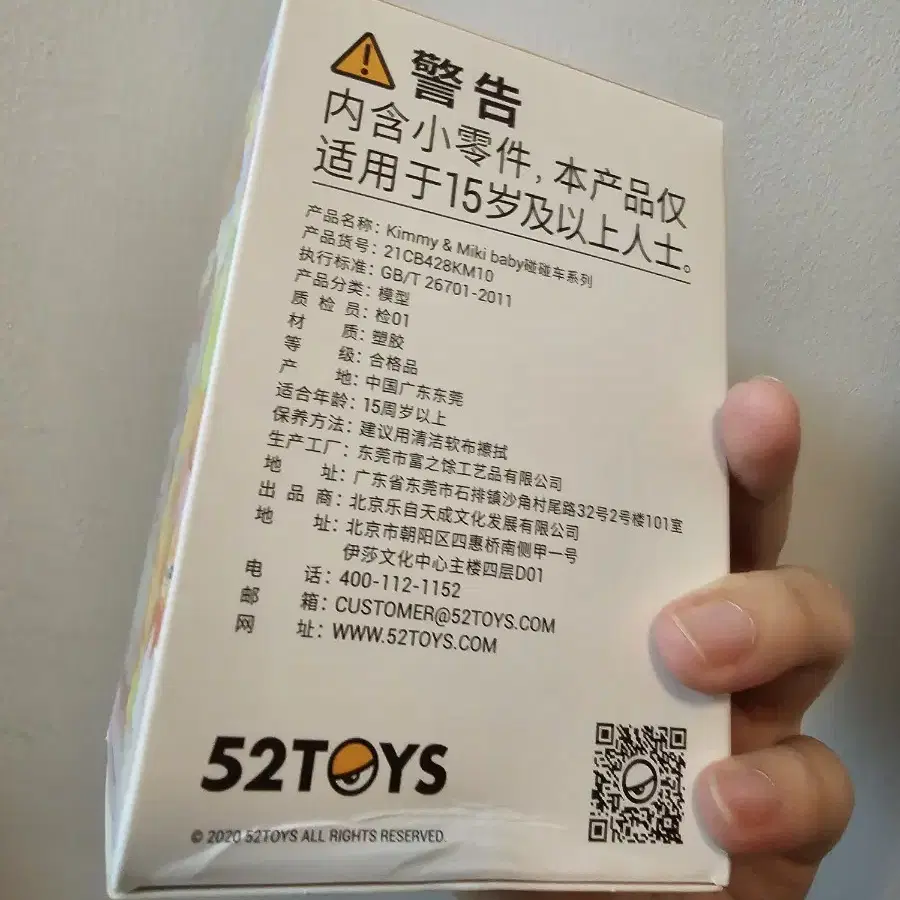 警告
内含小零件，本产品仅
适用于15岁及以上人士。
产品名称：Kimmy & Miki baby碰碰车系列
产品货号：21CB428KM10
执行标准：GB/T 26701-2011
产品分类：模型
质检员：检01
材质：塑胶
等级：合格品
产地：中国广东东莞
适合年龄：15周岁以上
保养方法：建议用清洁软布擦拭
生产工厂：东莞市富之馀工艺品有限公司
地址：广东省东莞市石排镇沙角村尾路32号2号楼101室
出品商：北京乐自天成文化发展有限公司
地址：北京市朝阳区四惠桥南侧甲一号
伊莎文化中心主楼四层D01
电话：400-112-1152
邮箱：CUSTOMER@52TOYS.COM
网址：WWW.52TOYS.COM
52TOYS
© 2020 52TOYS ALL RIGHTS RESERVED.